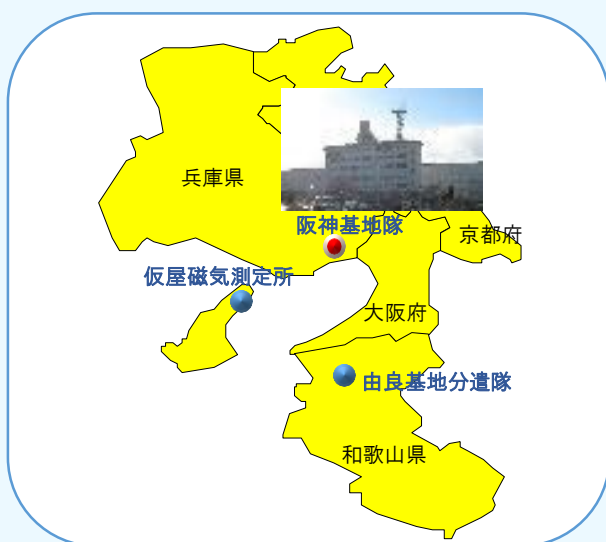 兵庫県
阪神基地隊
京都府
仮屋磁気測定所
大阪府
由良基地分遣隊
和歌山県